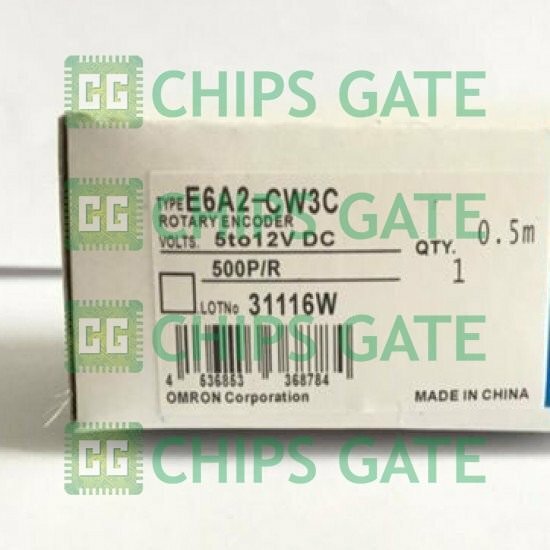 CG CHIPS GATE
TYPE E6A2-CW3C
ROTARY ENCODER
VOLTS. 5to12V DC
QTY. 0.5m
500P/R
1
CG CHIPS GATE
LOTNo 31116W
4 536853 368784
OMRON Corporation
MADE IN CHINA
CG CHIPS GATE